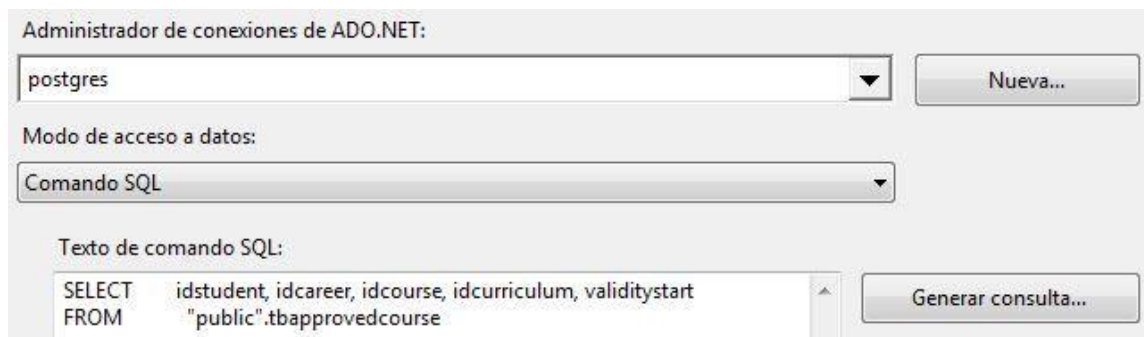 Administrador de conexiones de ADO.NET:
postgres
Nueva...
Modo de acceso a datos:
Comando SQL
Texto de comando SQL:
SELECT idstudent, idcareer, idcourse, idcurriculum, validitystart
FROM "public".tbapprovedcourse
Generar consulta...